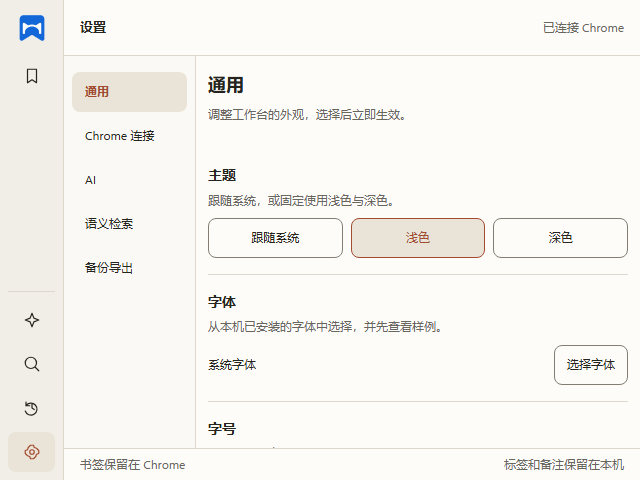 设置
已连接 Chrome
通用
Chrome 连接
AI
语义检索
备份导出
通用
调整工作台的外观，选择后立即生效。
主题
跟随系统，或固定使用浅色与深色。
跟随系统
浅色
深色
字体
从本机已安装的字体中选择，并先查看样例。
系统字体
选择字体
字号
书签保留在 Chrome
标签和备注保留在本机